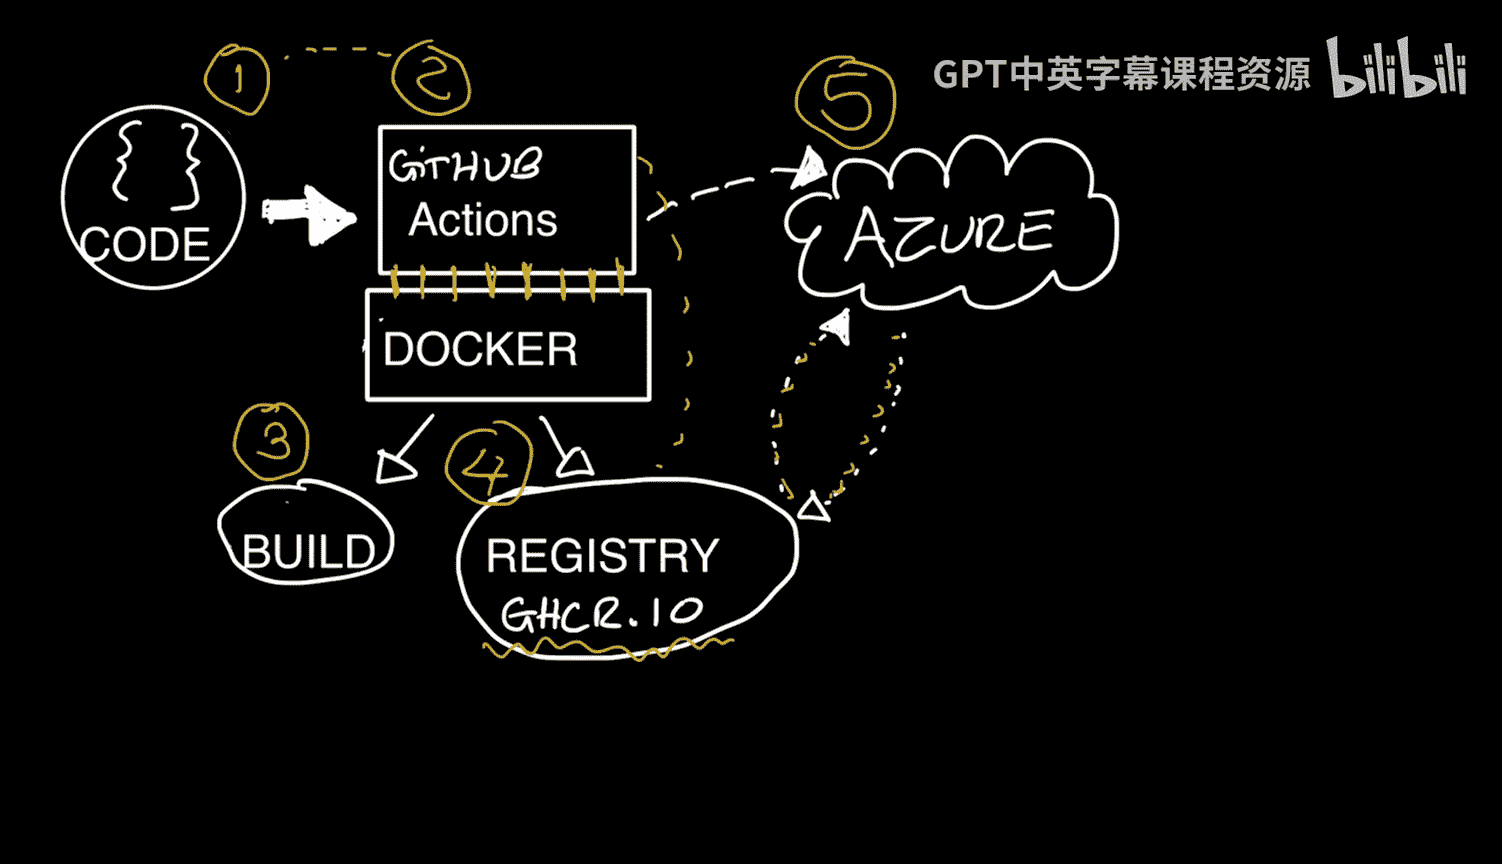 1
2
5
GPT中英字幕课程资源 bilibili
{ }
CODE
GiTHUB
Actions
AZURE
DOCKER
3
4
BUILD
REGISTRY
GHCR.IO